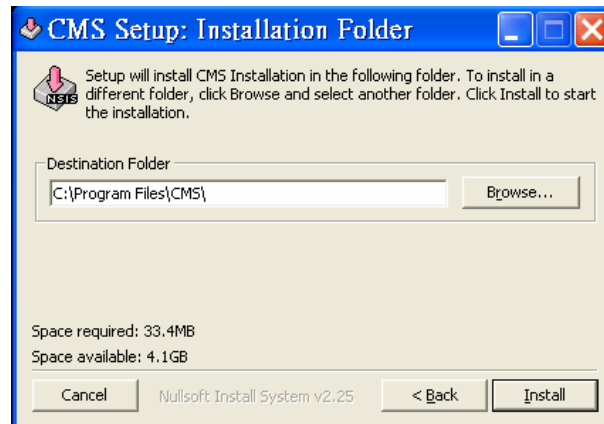 CMS Setup: Installation Folder
Setup will install CMS Installation in the following folder. To install in a
different folder, click Browse and select another folder. Click Install to start
the installation.
NSIS
Destination Folder
C:\Program Files\CMS\
Browse...
Space required: 33.4MB
Space available: 4.1GB
Cancel
Nullsoft Install System v2.25
< Back
Install